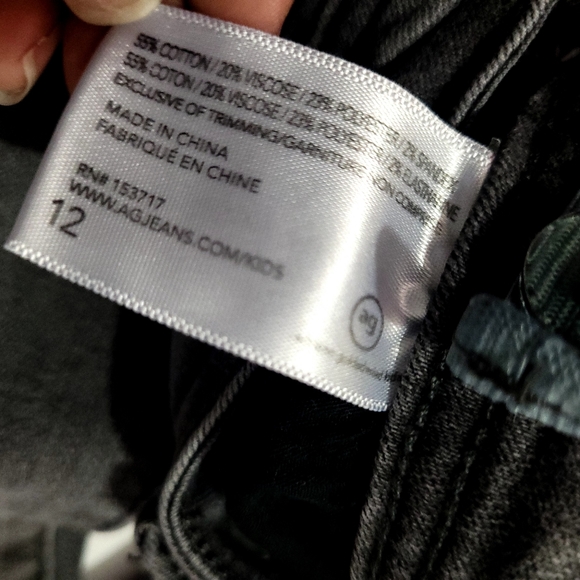 55% COTTON / 20% VISCOSE / 23% POLYESTER / 2% SPANDEX
55% COTON / 20% VISCOSE / 23% POLYESTER / 2% ELASTHANNE
EXCLUSIVE OF TRIMMING/GARNITURE NON COMPRISE
MADE IN CHINA
FABRIQUÉ EN CHINE
RN# 153717
WWW.AGJEANS.COM/KIDS
12
ag